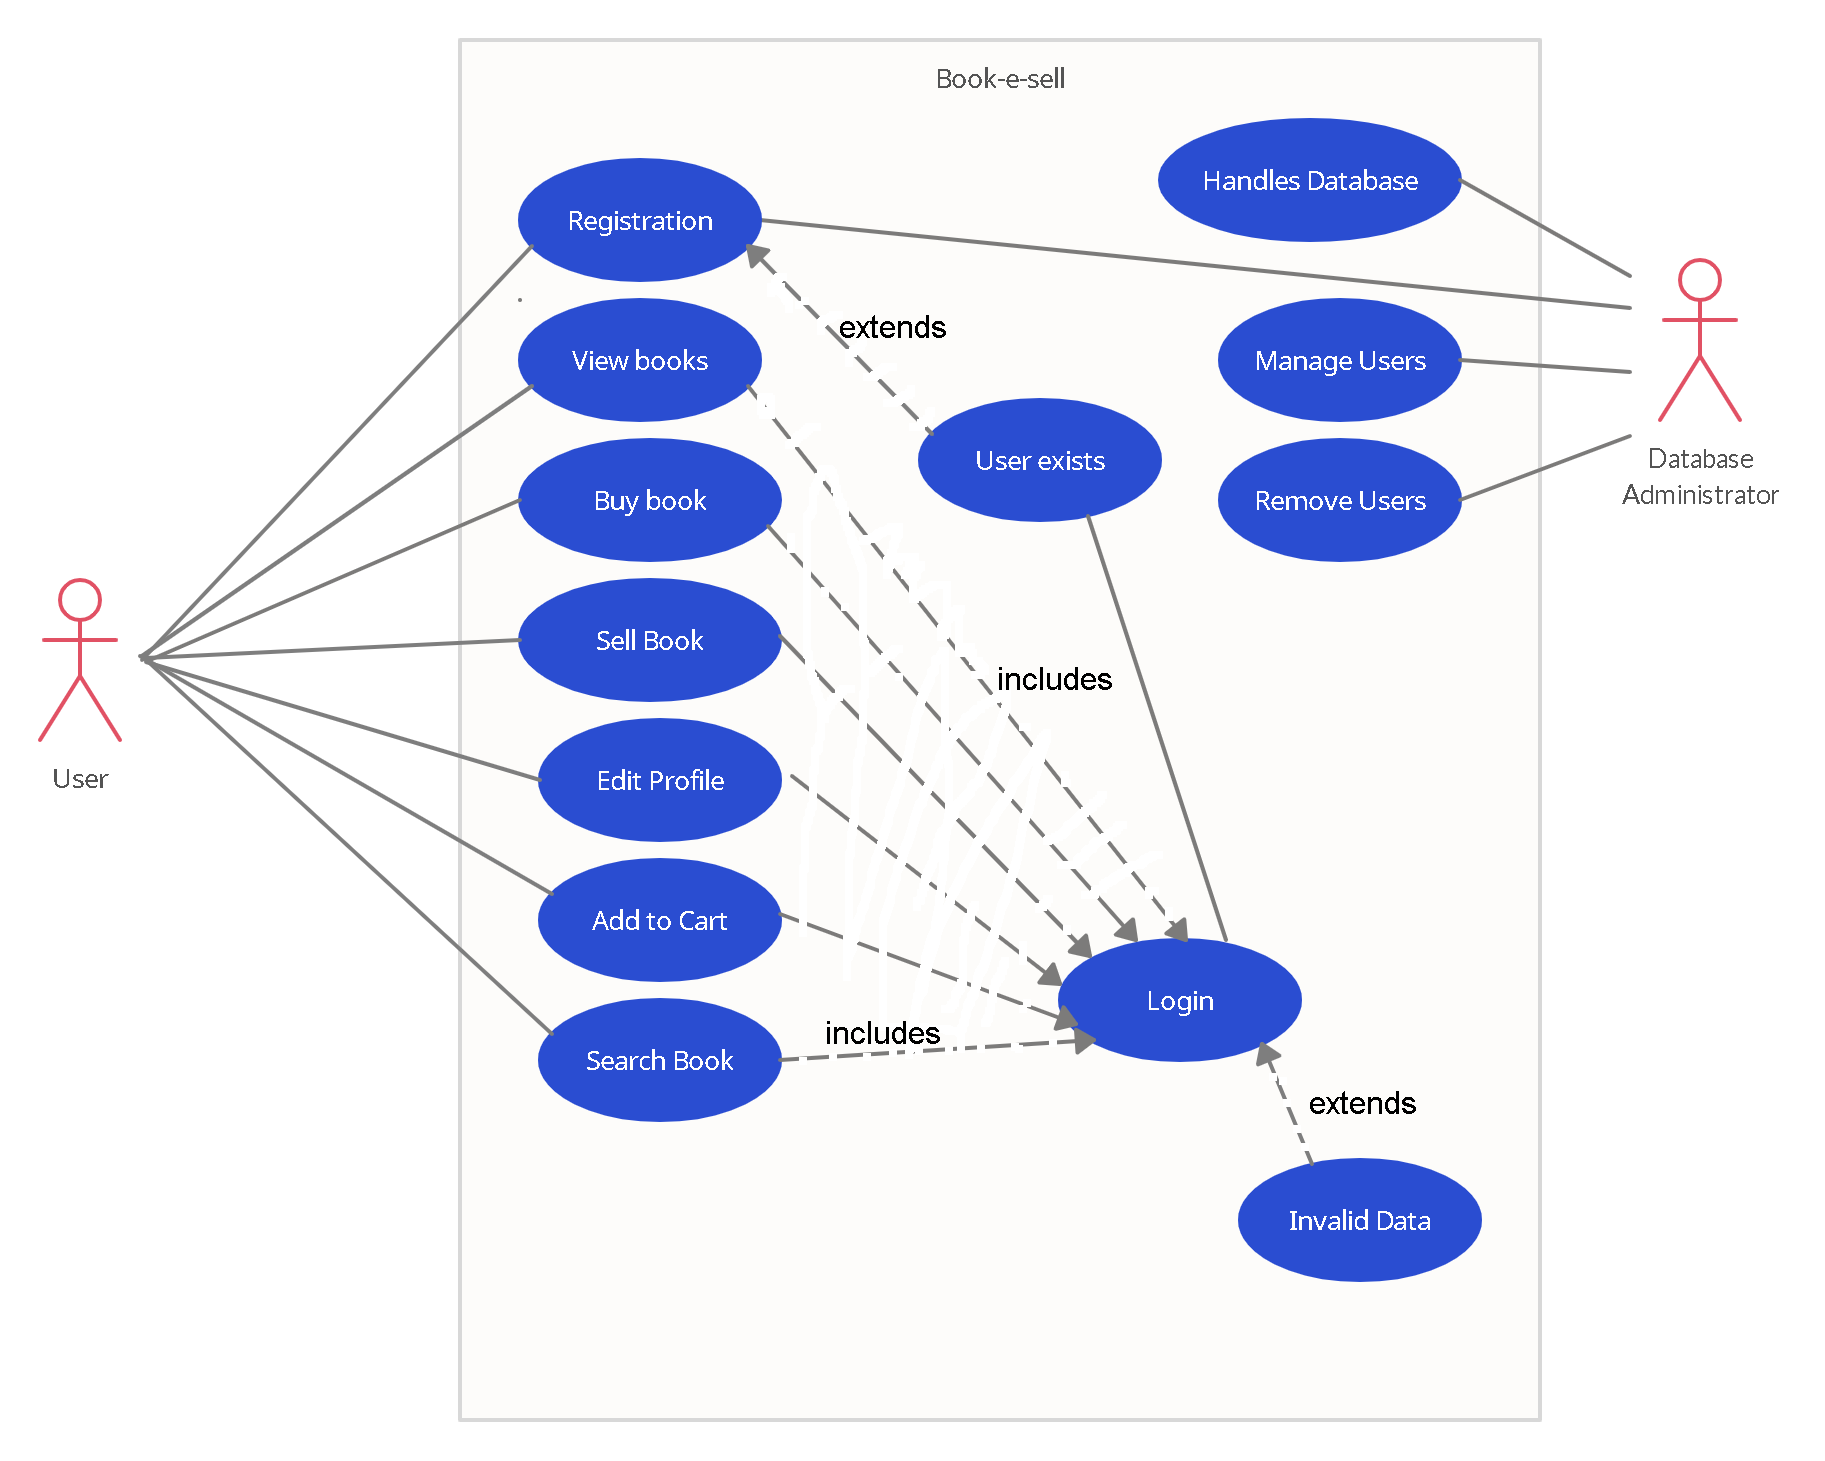 Book-e-sell
Handles Database
Registration
extends
View books
Manage Users
User exists
Database
Administrator
Buy book
Remove Users
Sell Book
includes
User
Edit Profile
Add to Cart
Login
includes
Search Book
extends
Invalid Data